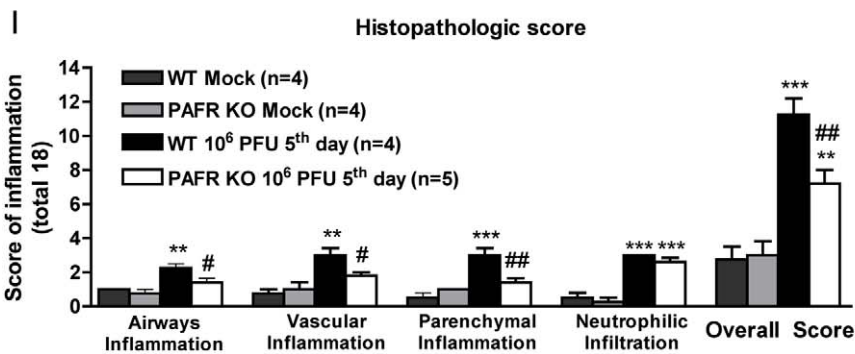 I
Histopathologic score
Score of inflammation
(total 18)
14
12
10
8
6
4
2
0
WT Mock (n=4)
PAFR KO Mock (n=4)
WT 10⁶ PFU 5ᵗʰ day (n=4)
PAFR KO 10⁶ PFU 5ᵗʰ day (n=5)
** #
** #
*** ##
*** ***
***
##
**
Airways
Inflammation
Vascular
Inflammation
Parenchymal
Inflammation
Neutrophilic
Infiltration
Overall Score